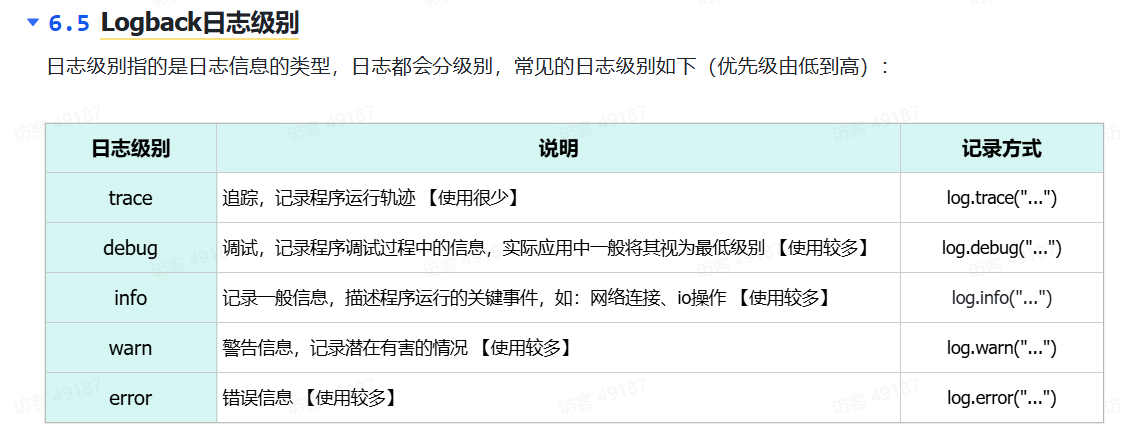 6.5 Logback日志级别
日志级别指的是日志信息的类型，日志都会分级别，常见的日志级别如下（优先级由低到高）：
日志级别 说明 记录方式
trace 追踪，记录程序运行轨迹 【使用很少】 log.trace("...")
debug 调试，记录程序调试过程中的信息，实际应用中一般将其视为最低级别 【使用较多】 log.debug("...")
info 记录一般信息，描述程序运行的关键事件，如：网络连接、io操作 【使用较多】 log.info("...")
warn 警告信息，记录潜在有害的情况 【使用较多】 log.warn("...")
error 错误信息 【使用较多】 log.error("...")
访客 49187